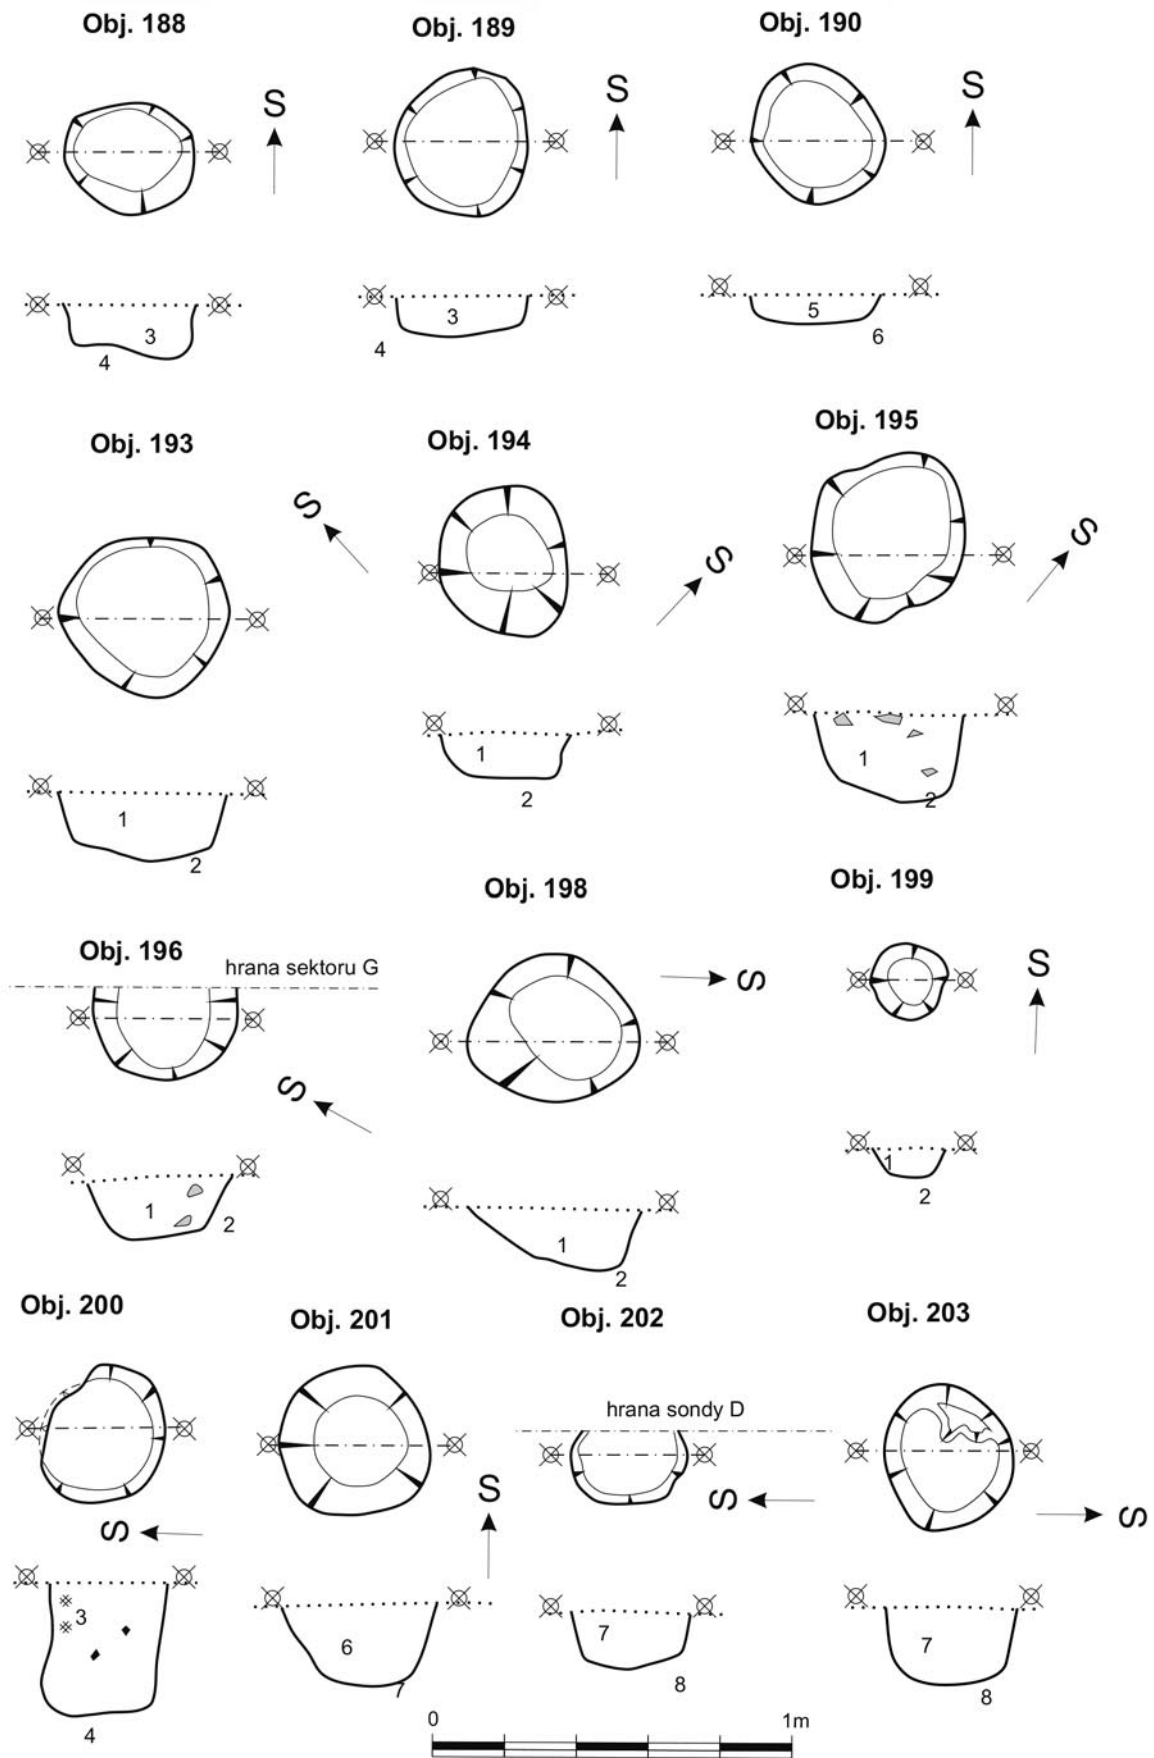 Obj. 188
Obj. 189
Obj. 190
S
S
S
3
4
3
4
5
6
Obj. 193
Obj. 194
Obj. 195
S
S
S
1
2
1
2
1
2
Obj. 196
Obj. 198
Obj. 199
hrana sektoru G
S
S
S
1
2
1
2
1
2
Obj. 200
Obj. 201
Obj. 202
Obj. 203
hrana sondy D
S
S
S
S
3
4
6
7
7
8
7
8
0
1m